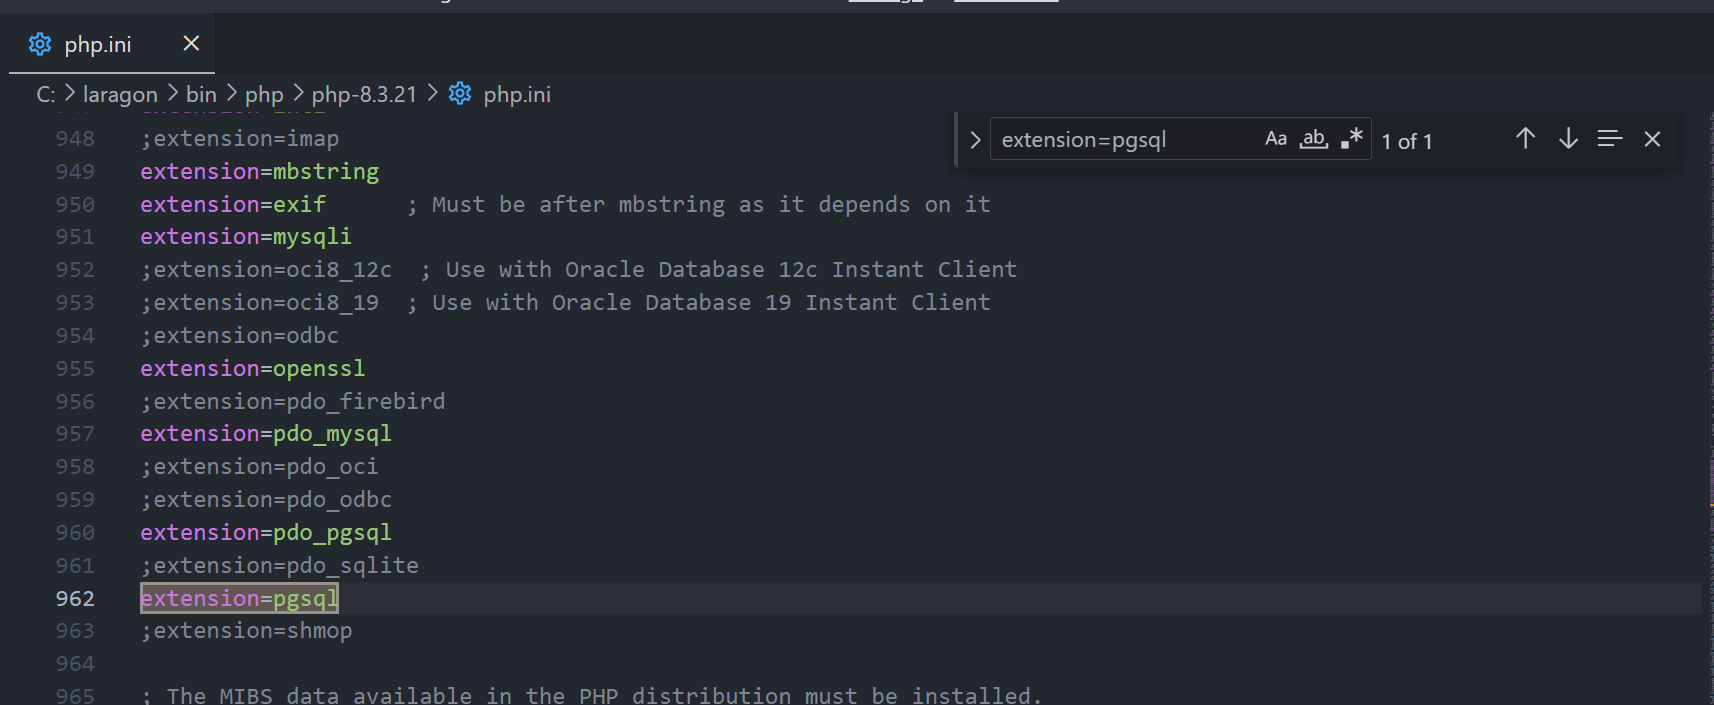 php.ini
C: > laragon > bin > php > php-8.3.21 > php.ini
extension=pgsql Aa ab 1 of 1
948 ;extension=imap
949 extension=mbstring
950 extension=exif ; Must be after mbstring as it depends on it
951 extension=mysqli
952 ;extension=oci8_12c ; Use with Oracle Database 12c Instant Client
953 ;extension=oci8_19 ; Use with Oracle Database 19 Instant Client
954 ;extension=odbc
955 extension=openssl
956 ;extension=pdo_firebird
957 extension=pdo_mysql
958 ;extension=pdo_oci
959 ;extension=pdo_odbc
960 extension=pdo_pgsql
961 ;extension=pdo_sqlite
962 extension=pgsql
963 ;extension=shmop
964
965 ; The MIBS data available in the PHP distribution must be installed.